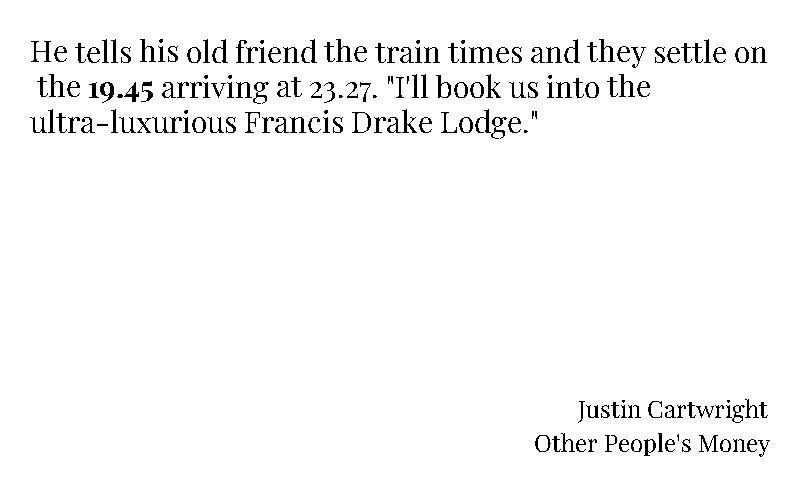 He tells his old friend the train times and they settle on
the 19.45 arriving at 23.27. "I'll book us into the
ultra-luxurious Francis Drake Lodge."
Justin Cartwright
Other People's Money